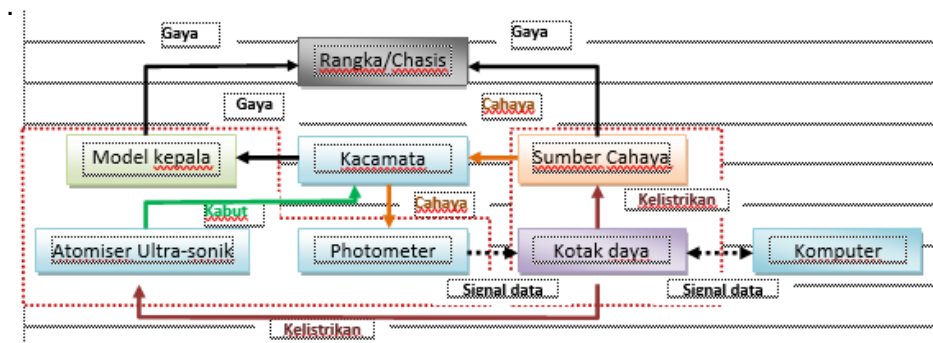 Gaya
Gaya
Rangka/Chasis
Gaya
Cahaya
Model kepala
Kacamata
Sumber Cahaya
Kabut
Cahaya
Kelistrikan
Atomiser Ultra-sonik
Photometer
Kotak daya
Komputer
Signal data
Signal data
Kelistrikan